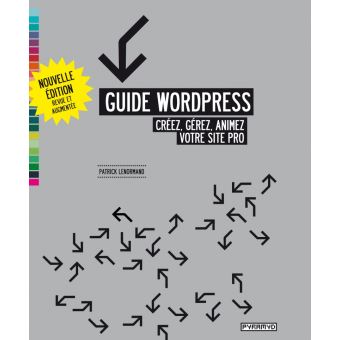 NOUVELLE
ÉDITION
REVUE ET
AUGMENTÉE
GUIDE WORDPRESS
CRÉEZ, GÉREZ, ANIMEZ
VOTRE SITE PRO
PATRICK LENORMAND
PYRAMYD